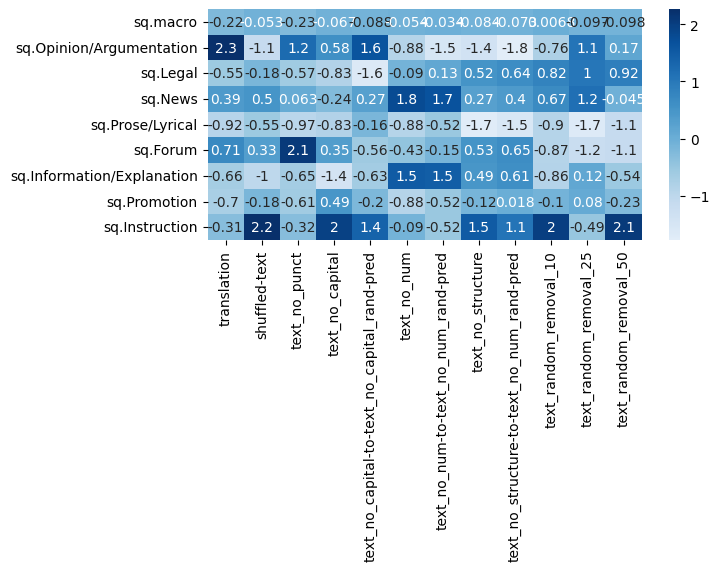 sq.macro -0.22 -0.053 -0.23 -0.067 -0.088 -0.054 -0.034 -0.084 -0.073 0.0064 -0.097 -0.098
sq.Opinion/Argumentation 2.3 -1.1 1.2 0.58 1.6 -0.88 -1.5 -1.4 -1.8 -0.76 1.1 0.17
sq.Legal -0.55 -0.18 -0.57 -0.83 -1.6 -0.09 0.13 0.52 0.64 0.82 1 0.92
sq.News 0.39 0.5 0.063 -0.24 0.27 1.8 1.7 0.27 0.4 0.67 1.2 -0.045
sq.Prose/Lyrical -0.92 -0.55 -0.97 -0.83 -0.16 -0.88 -0.52 -1.7 -1.5 -0.9 -1.7 -1.1
sq.Forum 0.71 0.33 2.1 0.35 -0.56 -0.43 -0.15 0.53 0.65 -0.87 -1.2 -1.1
sq.Information/Explanation -0.66 -1 -0.65 -1.4 -0.63 1.5 1.5 0.49 0.61 -0.86 0.12 -0.54
sq.Promotion -0.7 -0.18 -0.61 0.49 -0.2 -0.88 -0.52 -0.12 0.018 -0.1 0.08 -0.23
sq.Instruction -0.31 2.2 -0.32 2 1.4 -0.09 -0.52 1.5 1.1 2 -0.49 2.1
translation
shuffled-text
text_no_punct
text_no_capital
text_no_capital-to-text_no_capital_rand-pred
text_no_num
text_no_num-to-text_no_num_rand-pred
text_no_structure
text_no_structure-to-text_no_num_rand-pred
text_random_removal_10
text_random_removal_25
text_random_removal_50
2
1
0
−1